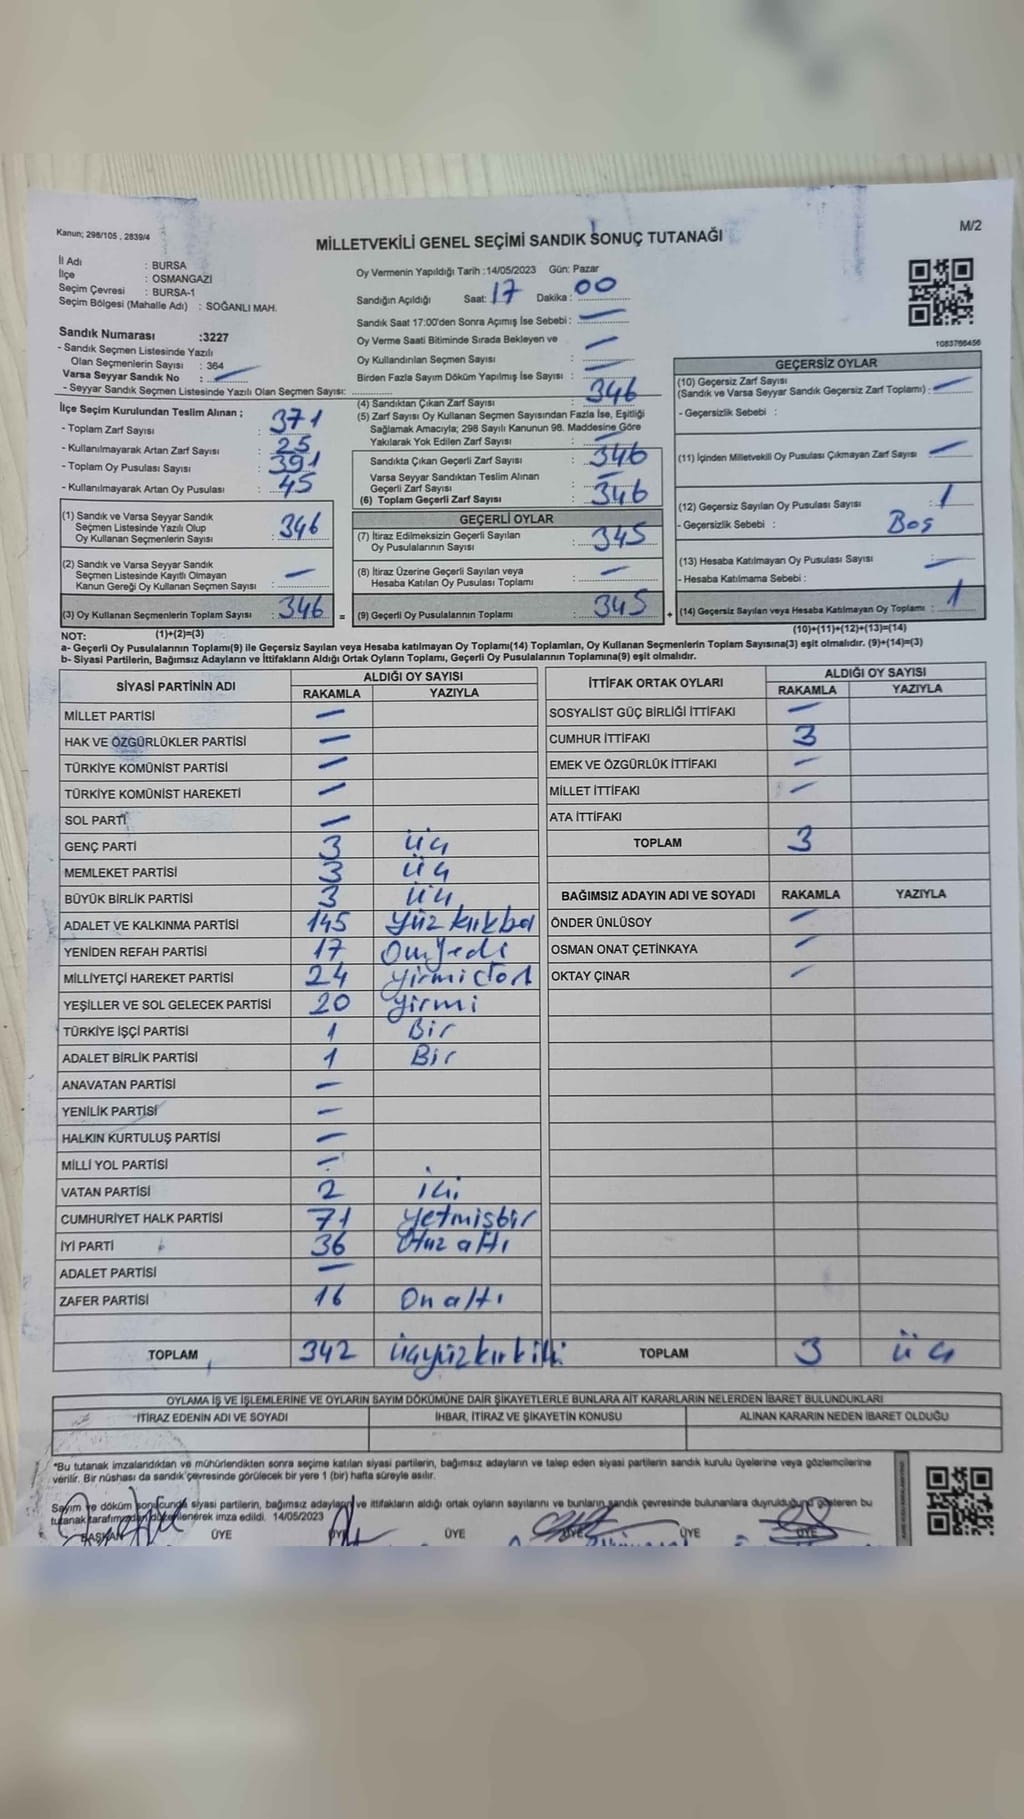 Kanun; 298/105 , 2839/4
M/2
MİLLETVEKİLİ GENEL SEÇİMİ SANDIK SONUÇ TUTANAĞI
İl Adı : BURSA
İlçe : OSMANGAZİ
Seçim Çevresi : BURSA-1
Seçim Bölgesi (Mahalle Adı) : SOĞANLI MAH.
Sandık Numarası :3227
- Sandık Seçmen Listesinde Yazılı
Olan Seçmenlerin Sayısı : 364
Varsa Seyyar Sandık No : —
- Seyyar Sandık Seçmen Listesinde Yazılı Olan Seçmen Sayısı:
Oy Vermenin Yapıldığı Tarih :14/05/2023 Gün: Pazar
Sandığın Açıldığı Saat: 17 Dakika : 00
Sandık Saat 17:00'den Sonra Açmış İse Sebebi : —
Oy Verme Saati Bitiminde Sırada Bekleyen ve
Oy Kullandırılan Seçmen Sayısı : —
Birden Fazla Sayım Döküm Yapılmış İse Sayısı : —
1083766456
İlçe Seçim Kurulundan Teslim Alınan ;
- Toplam Zarf Sayısı : 371
- Kullanılmayarak Artan Zarf Sayısı : 25
- Toplam Oy Pusulası Sayısı : 391
- Kullanılmayarak Artan Oy Pusulası : 45
(1) Sandık ve Varsa Seyyar Sandık
Seçmen Listesinde Yazılı Olup
Oy Kullanan Seçmenlerin Sayısı : 346
(2) Sandık ve Varsa Seyyar Sandık
Seçmen Listesinde Kayıtlı Olmayan
Kanun Gereği Oy Kullanan Seçmen Sayısı : —
(3) Oy Kullanan Seçmenlerin Toplam Sayısı : 346 =
(1)+(2)=(3)
(4) Sandıktan Çıkan Zarf Sayısı : 346
(5) Zarf Sayısı Oy Kullanan Seçmen Sayısından Fazla İse, Eşitliği
Sağlamak Amacıyla; 298 Sayılı Kanunun 98. Maddesine Göre
Yakılarak Yok Edilen Zarf Sayısı : —
Sandıkta Çıkan Geçerli Zarf Sayısı : 346
Varsa Seyyar Sandıktan Teslim Alınan
Geçerli Zarf Sayısı : —
(6) Toplam Geçerli Zarf Sayısı : 346
GEÇERLİ OYLAR
(7) İtiraz Edilmeksizin Geçerli Sayılan
Oy Pusulalarının Sayısı : 345
(8) İtiraz Üzerine Geçerli Sayılan veya
Hesaba Katılan Oy Pusulası Toplamı : —
(9) Geçerli Oy Pusulalarının Toplamı : 345 +
GEÇERSİZ OYLAR
(10) Geçersiz Zarf Sayısı
(Sandık ve Varsa Seyyar Sandık Geçersiz Zarf Toplamı) : —
- Geçersizlik Sebebi :
(11) İçinden Milletvekili Oy Pusulası Çıkmayan Zarf Sayısı : —
(12) Geçersiz Sayılan Oy Pusulası Sayısı : 1
- Geçersizlik Sebebi : Boş
(13) Hesaba Katılmayan Oy Pusulası Sayısı : —
- Hesaba Katılmama Sebebi :
(14) Geçersiz Sayılan veya Hesaba Katılmayan Oy Toplamı : 1
(10)+(11)+(12)+(13)=(14)
NOT:
a- Geçerli Oy Pusulalarının Toplamı(9) ile Geçersiz Sayılan veya Hesaba katılmayan Oy Toplamı(14) Toplamları, Oy Kullanan Seçmenlerin Toplam Sayısına(3) eşit olmalıdır. (9)+(14)=(3)
b- Siyasi Partilerin, Bağımsız Adayların ve İttifakların Aldığı Ortak Oyların Toplamı, Geçerli Oy Pusulalarının Toplamına(9) eşit olmalıdır.
SİYASİ PARTİNİN ADI ALDIĞI OY SAYISI
RAKAMLA YAZIYLA
MİLLET PARTİSİ —
HAK VE ÖZGÜRLÜKLER PARTİSİ —
TÜRKİYE KOMÜNİST PARTİSİ —
TÜRKİYE KOMÜNİST HAREKETİ —
SOL PARTİ —
GENÇ PARTİ 3 üç
MEMLEKET PARTİSİ 3 üç
BÜYÜK BİRLİK PARTİSİ 3 üç
ADALET VE KALKINMA PARTİSİ 145
YENİDEN REFAH PARTİSİ 17 Onyedi
MİLLİYETÇİ HAREKET PARTİSİ 24 yirmidört
YEŞİLLER VE SOL GELECEK PARTİSİ 20 yirmi
TÜRKİYE İŞÇİ PARTİSİ 1 Bir
ADALET BİRLİK PARTİSİ 1 Bir
ANAVATAN PARTİSİ —
YENİLİK PARTİSİ —
HALKIN KURTULUŞ PARTİSİ —
MİLLİ YOL PARTİSİ —
VATAN PARTİSİ 2 iki
CUMHURİYET HALK PARTİSİ 71 yetmişbir
İYİ PARTİ 36 Otuz altı
ADALET PARTİSİ —
ZAFER PARTİSİ 16 On altı
TOPLAM 342 üçyüzkırkiki
İTTİFAK ORTAK OYLARI ALDIĞI OY SAYISI
RAKAMLA YAZIYLA
SOSYALİST GÜÇ BİRLİĞİ İTTİFAKI —
CUMHUR İTTİFAKI 3
EMEK VE ÖZGÜRLÜK İTTİFAKI —
MİLLET İTTİFAKI —
ATA İTTİFAKI
TOPLAM 3
BAĞIMSIZ ADAYIN ADI VE SOYADI RAKAMLA YAZIYLA
ÖNDER ÜNLÜSOY —
OSMAN ONAT ÇETİNKAYA —
OKTAY ÇINAR —
TOPLAM 3 üç
OYLAMA İŞ VE İŞLEMLERİNE VE OYLARIN SAYIM DÖKÜMÜNE DAİR ŞİKAYETLERLE BUNLARA AİT KARARLARIN NELERDEN İBARET BULUNDUKLARI
İTİRAZ EDENİN ADI VE SOYADI İHBAR, İTİRAZ VE ŞİKAYETİN KONUSU ALINAN KARARIN NEDEN İBARET OLDUĞU
*Bu tutanak imzalandıktan ve mühürlendikten sonra seçime katılan siyasi partilerin, bağımsız adayların ve talep eden siyasi partilerin sandık kurulu üyelerine veya gözlemcilerine
verilir. Bir nüshası da sandık çevresinde görülecek bir yere 1 (bir) hafta süreyle asılır.
Sayım ve döküm sonucunda siyasi partilerin, bağımsız adayların ve ittifakların aldığı ortak oyların sayılarını ve bunların sandık çevresinde bulunanlara duyrulduğunu gösteren bu
tutanak tarafımızdan düzenlenerek imza edildi. 14/05/2023
BAŞKAN ÜYE ÜYE ÜYE ÜYE ÜYE ÜYE